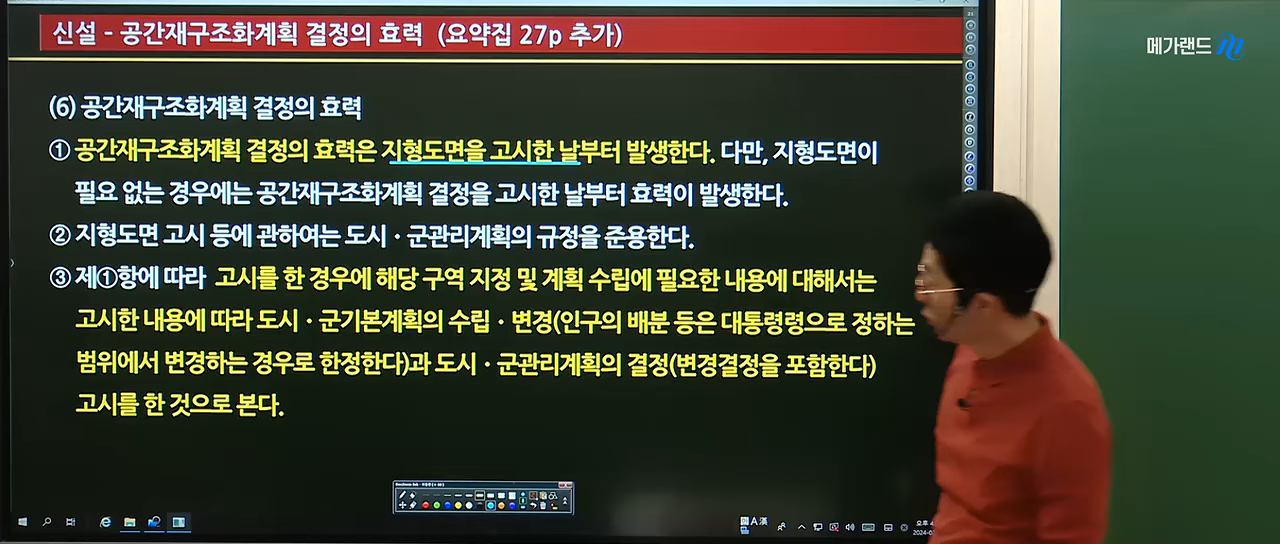 신설 - 공간재구조화계획 결정의 효력 (요약집 27p 추가)
메가랜드
(6) 공간재구조화계획 결정의 효력
① 공간재구조화계획 결정의 효력은 지형도면을 고시한 날부터 발생한다. 다만, 지형도면이
필요 없는 경우에는 공간재구조화계획 결정을 고시한 날부터 효력이 발생한다.
② 지형도면 고시 등에 관하여는 도시 · 군관리계획의 규정을 준용한다.
③ 제①항에 따라 고시를 한 경우에 해당 구역 지정 및 계획 수립에 필요한 내용에 대해서는
고시한 내용에 따라 도시 · 군기본계획의 수립 · 변경(인구의 배분 등은 대통령령으로 정하는
범위에서 변경하는 경우로 한정한다)과 도시 · 군관리계획의 결정(변경결정을 포함한다)
고시를 한 것으로 본다.
A 漢
오후